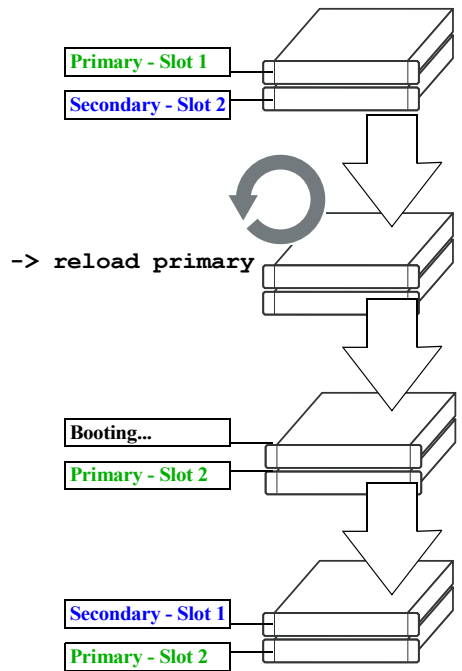 Primary - Slot 1
Secondary - Slot 2
-> reload primary
Booting...
Primary - Slot 2
Secondary - Slot 1
Primary - Slot 2